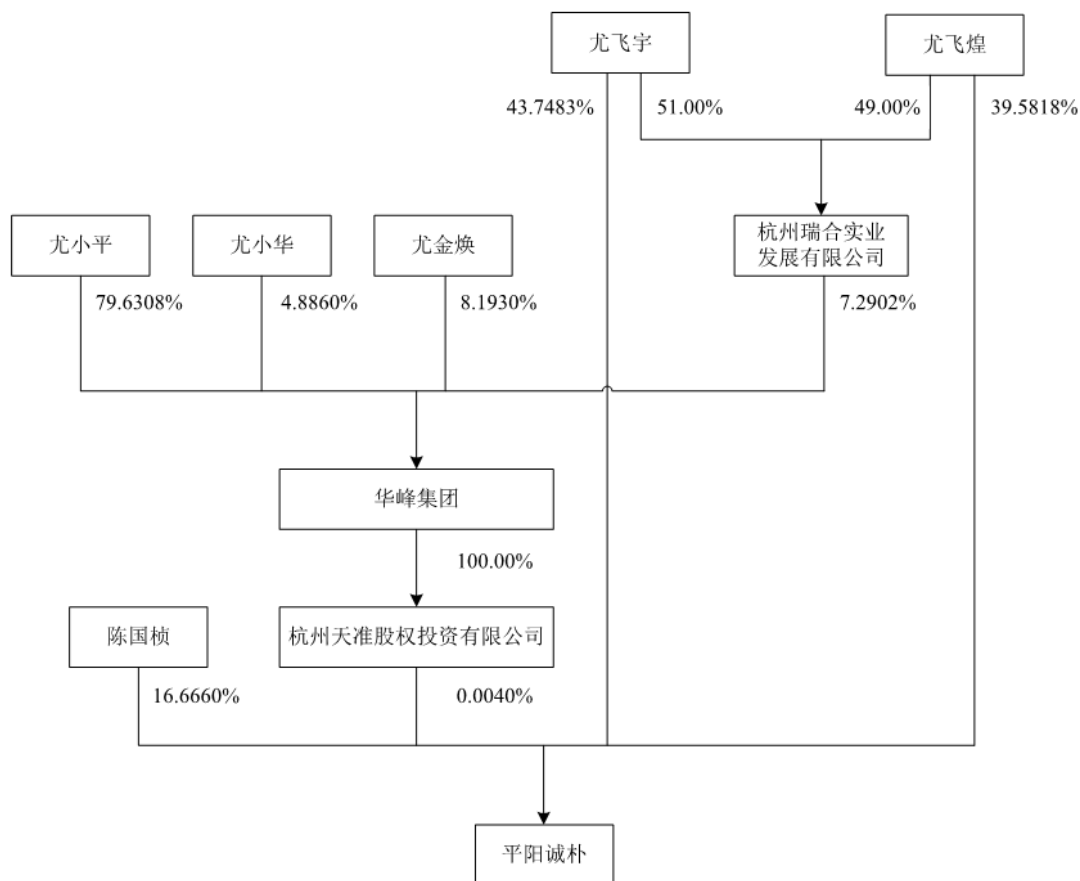 尤飞宇
尤飞煌
43.7483%
51.00%
49.00%
39.5818%
尤小平
尤小华
尤金焕
杭州瑞合实业
发展有限公司
79.6308%
4.8860%
8.1930%
7.2902%
华峰集团
100.00%
陈国桢
杭州天准股权投资有限公司
16.6660%
0.0040%
平阳诚朴